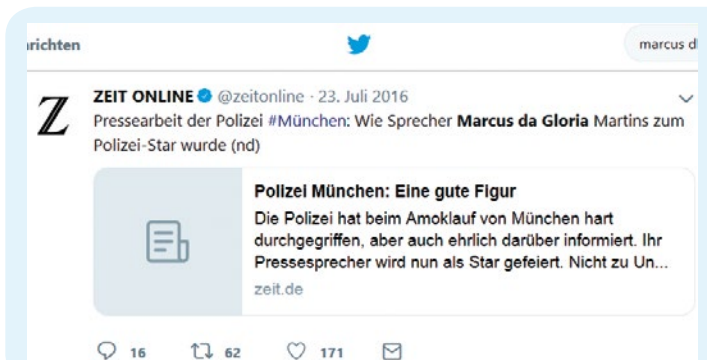 richten
marcus d
ZEIT ONLINE @zeitonline · 23. Juli 2016
Pressearbeit der Polizei #München: Wie Sprecher Marcus da Gloria Martins zum
Polizei-Star wurde (nd)
Polizei München: Eine gute Figur
Die Polizei hat beim Amoklauf von München hart
durchgegriffen, aber auch ehrlich darüber informiert. Ihr
Pressesprecher wird nun als Star gefeiert. Nicht zu Un...
zeit.de
16 62 171